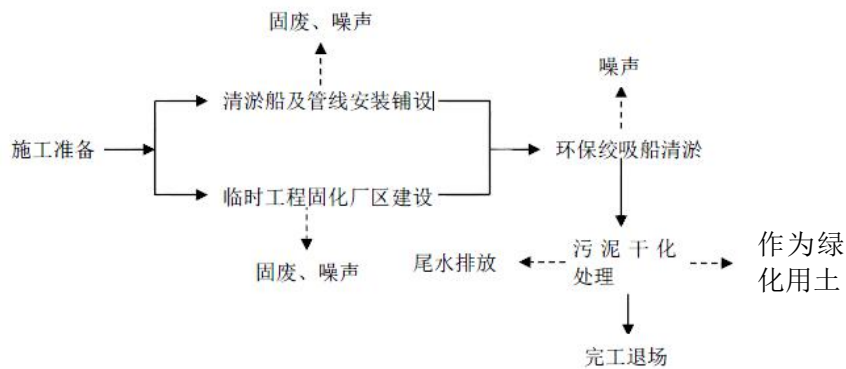 固废、噪声
噪声
清淤船及管线安装铺设
施工准备
环保绞吸船清淤
临时工程固化厂区建设
固废、噪声
尾水排放
污泥干化
处理
作为绿
化用土
完工退场